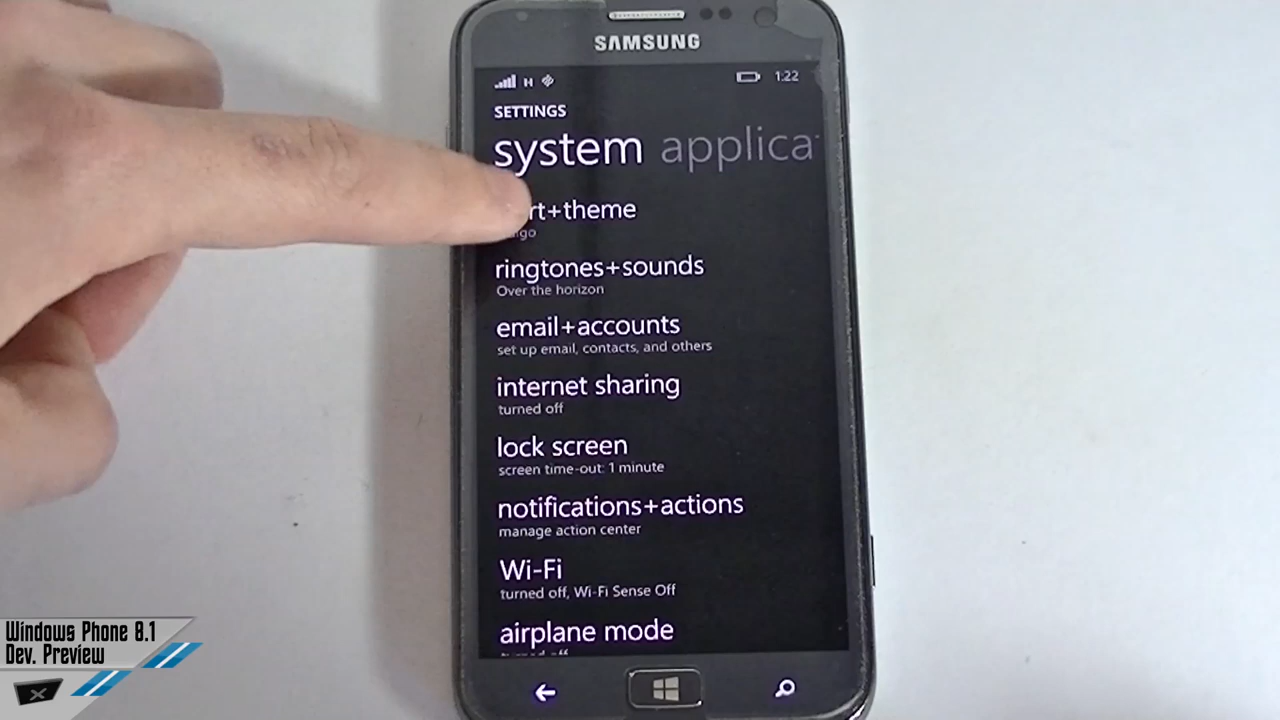 SAMSUNG
H
1:22
SETTINGS
system applica
rt+theme
ringtones+sounds
Over the horizon
email+accounts
set up email, contacts, and others
internet sharing
turned off
lock screen
screen time-out: 1 minute
notifications+actions
manage action center
Wi-Fi
turned off, Wi-Fi Sense Off
airplane mode
Windows Phone 8.1
Dev. Preview